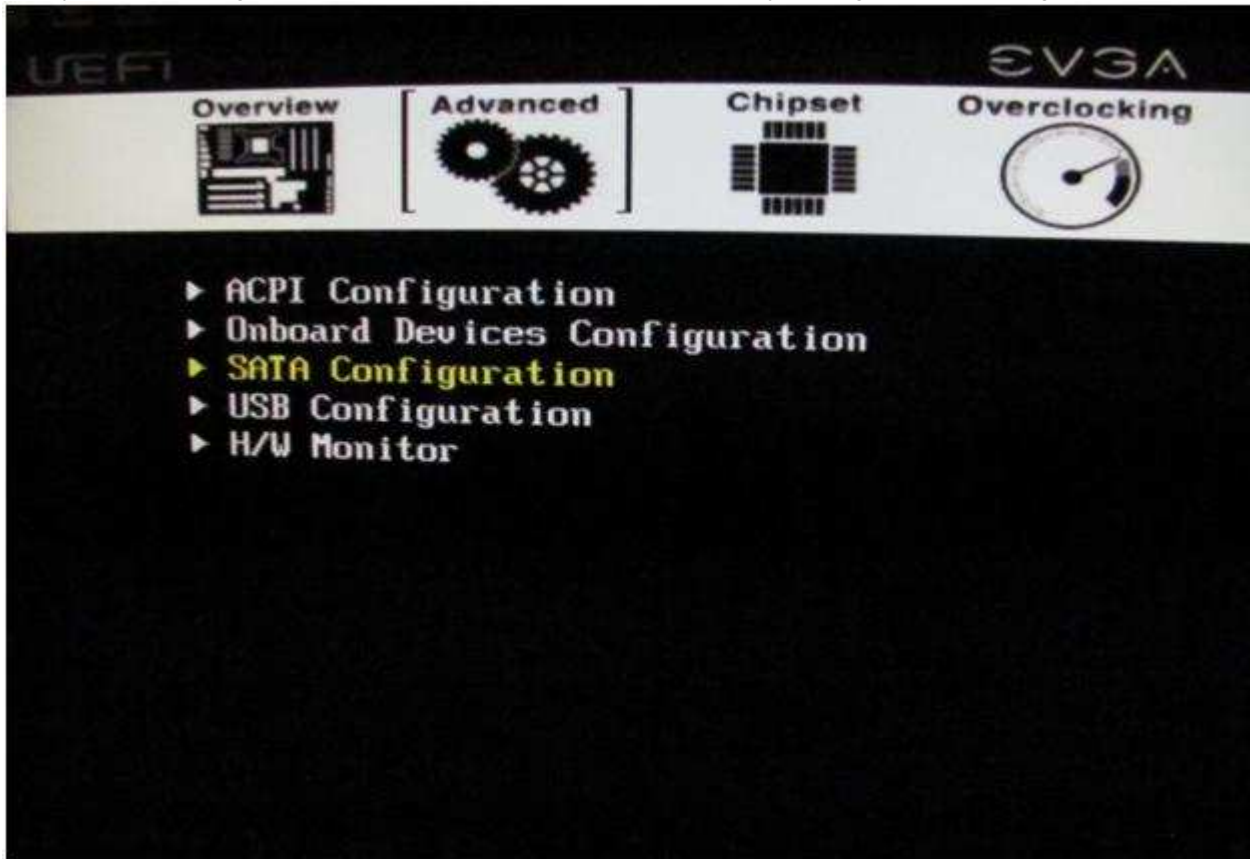 UEFI
EVGA
Overview
Advanced
Chipset
Overclocking
ACPI Configuration
Onboard Devices Configuration
SATA Configuration
USB Configuration
H/W Monitor